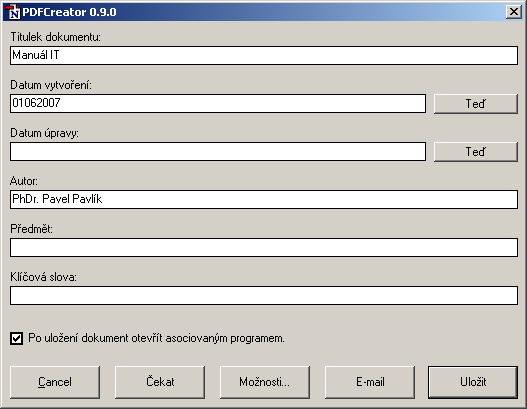 PDFCreator 0.9.0
Titulek dokumentu:
Manuál IT
Datum vytvoření:
01062007
Teď
Datum úpravy:
Teď
Autor:
PhDr. Pavel Pavlík
Předmět:
Klíčová slova:
Po uložení dokument otevřít asociovaným programem.
Cancel Čekat Možnosti... E-mail Uložit